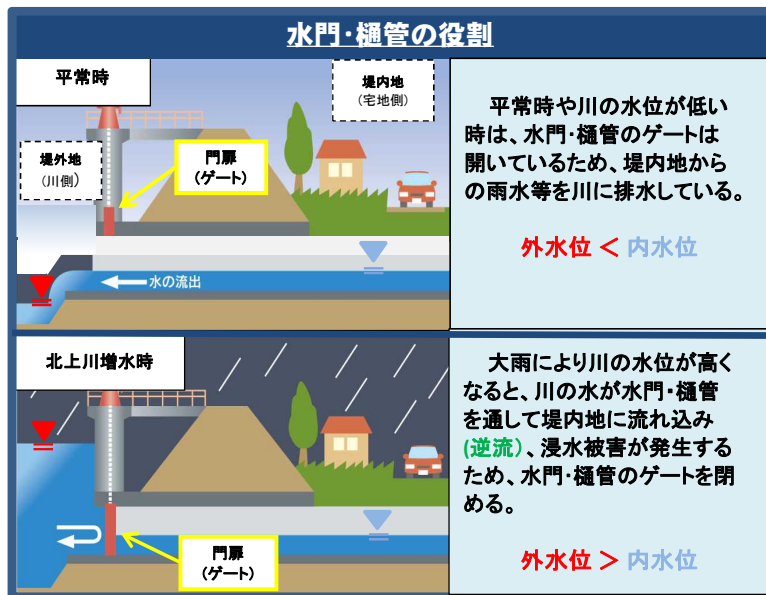 水門･樋管の役割
平常時
堤内地
(宅地側)
堤外地
(川側)
門扉
(ゲート)
水の流出
平常時や川の水位が低い
時は、水門･樋管のゲートは
開いているため、堤内地から
の雨水等を川に排水している。
外水位 < 内水位
北上川増水時
門扉
(ゲート)
大雨により川の水位が高く
なると、川の水が水門･樋管
を通して堤内地に流れ込み
(逆流)、浸水被害が発生する
ため、水門･樋管のゲートを閉
める。
外水位 > 内水位